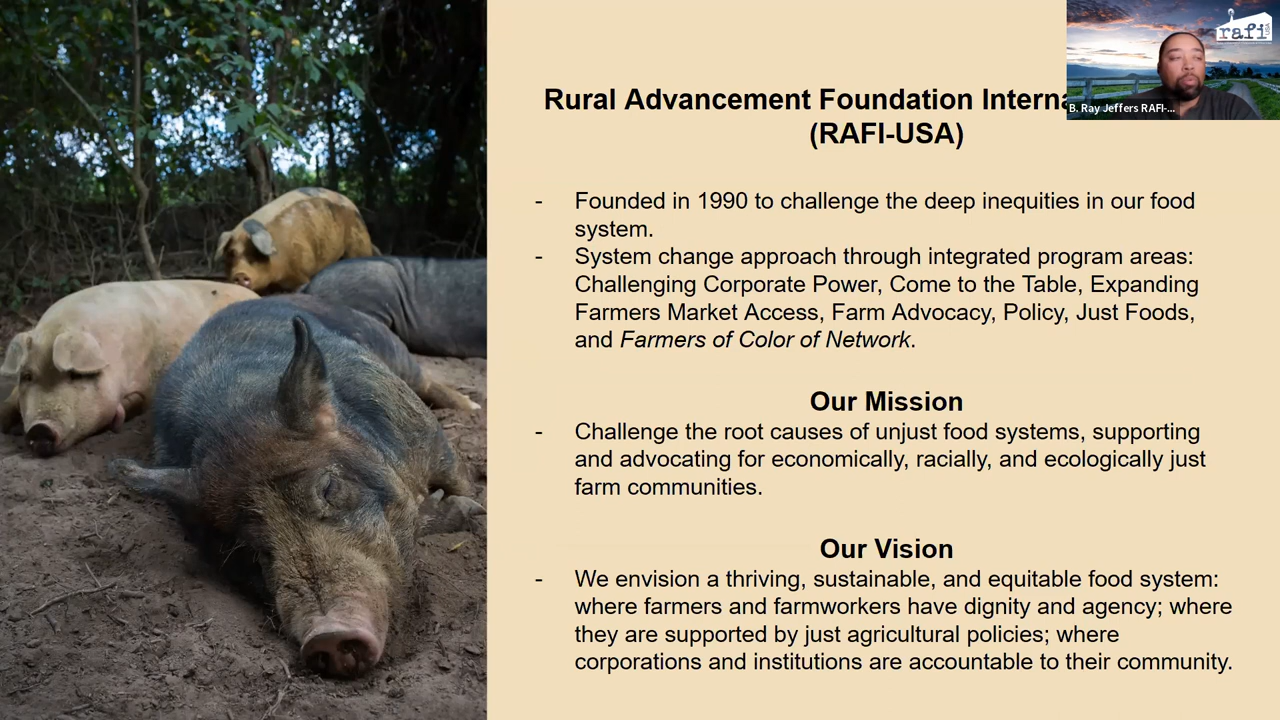 Rural Advancement Foundation Interna
(RAFI-USA)
rafi
USA
B. Ray Jeffers RAFI-...
- Founded in 1990 to challenge the deep inequities in our food
system.
- System change approach through integrated program areas:
Challenging Corporate Power, Come to the Table, Expanding
Farmers Market Access, Farm Advocacy, Policy, Just Foods,
and Farmers of Color of Network.
Our Mission
- Challenge the root causes of unjust food systems, supporting
and advocating for economically, racially, and ecologically just
farm communities.
Our Vision
- We envision a thriving, sustainable, and equitable food system:
where farmers and farmworkers have dignity and agency; where
they are supported by just agricultural policies; where
corporations and institutions are accountable to their community.